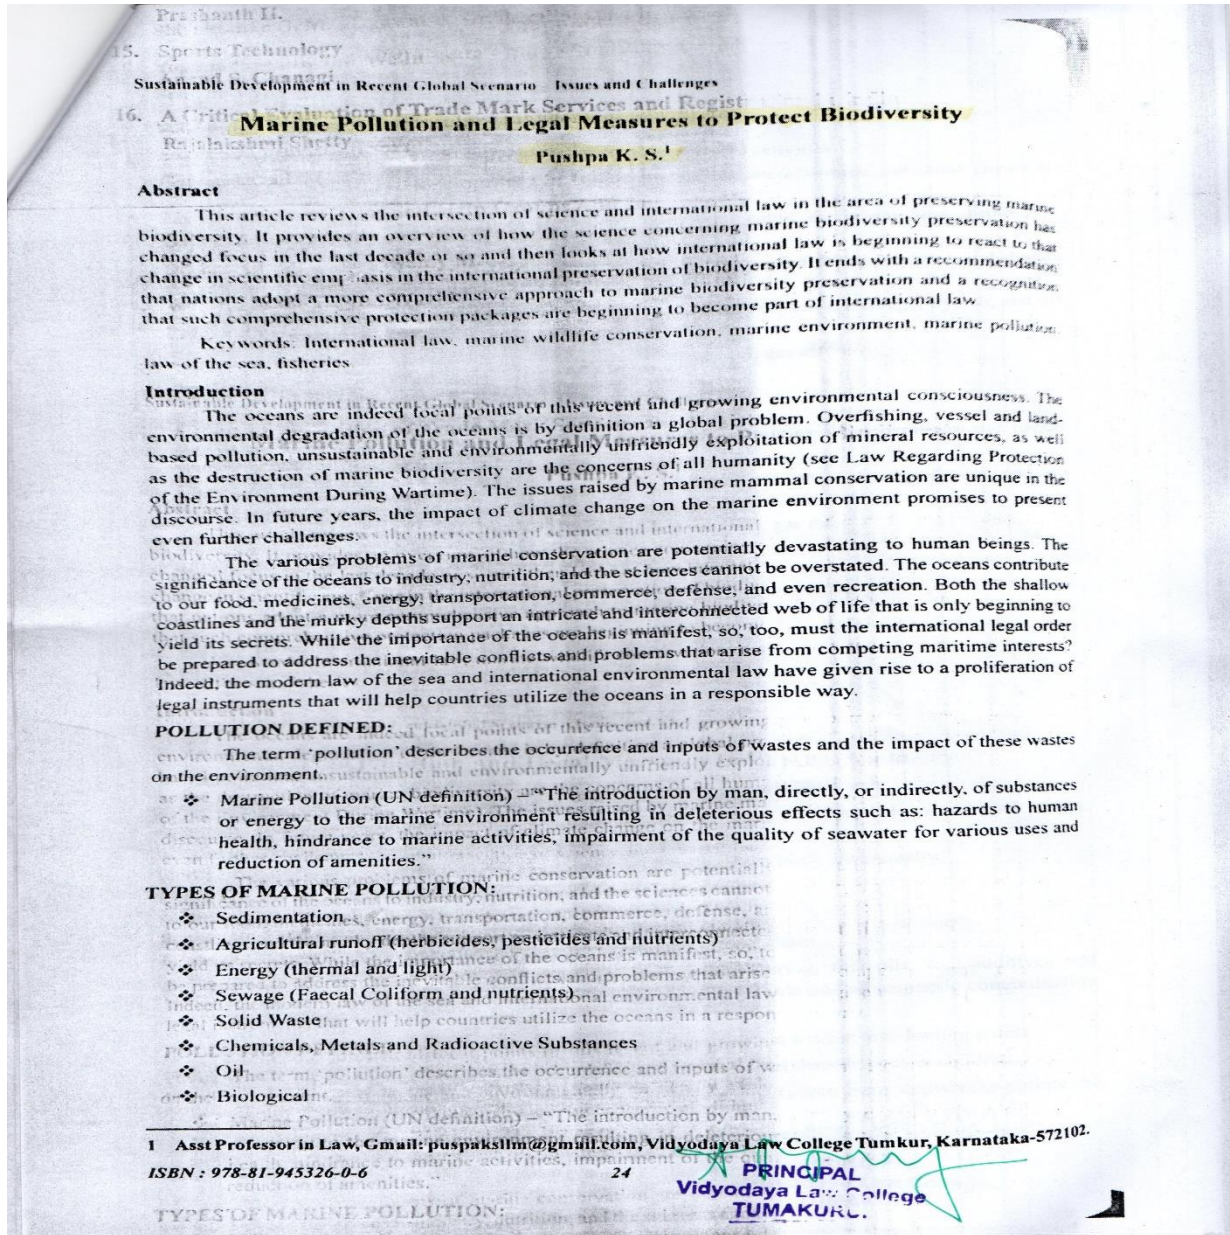 Prashanth H.
15. Sports Technology
Sustainable Development in Recent Global Scenario Issues and Challenges
16. A Critical Evaluation of Trade Mark Services and Regist
Marine Pollution and Legal Measures to Protect Biodiversity
Rajalakshmi Shetty
Pushpa K. S.¹
Abstract
This article reviews the intersection of science and international law in the area of preserving marine
biodiversity. It provides an overview of how the science concerning marine biodiversity preservation has
changed focus in the last decade or so and then looks at how international law is beginning to react to that
change in scientific emphasis in the international preservation of biodiversity. It ends with a recommendation
that nations adopt a more comprehensive approach to marine biodiversity preservation and a recognition
that such comprehensive protection packages are beginning to become part of international law
Keywords: International law, marine wildlife conservation, marine environment, marine pollution,
law of the sea, fisheries
Introduction
The oceans are indeed focal points of this recent and growing environmental consciousness. The
environmental degradation of the oceans is by definition a global problem. Overfishing, vessel and land-
based pollution, unsustainable and environmentally unfriendly exploitation of mineral resources, as well
as the destruction of marine biodiversity are the concerns of all humanity (see Law Regarding Protection
of the Environment During Wartime). The issues raised by marine mammal conservation are unique in the
discourse. In future years, the impact of climate change on the marine environment promises to present
even further challenges.
The various problems of marine conservation are potentially devastating to human beings. The
significance of the oceans to industry, nutrition, and the sciences cannot be overstated. The oceans contribute
to our food, medicines, energy, transportation, commerce, defense, and even recreation. Both the shallow
coastlines and the murky depths support an intricate and interconnected web of life that is only beginning to
yield its secrets. While the importance of the oceans is manifest, so, too, must the international legal order
be prepared to address the inevitable conflicts and problems that arise from competing maritime interests?
Indeed, the modern law of the sea and international environmental law have given rise to a proliferation of
legal instruments that will help countries utilize the oceans in a responsible way.
POLLUTION DEFINED:
The term ‘pollution’ describes the occurrence and inputs of wastes and the impact of these wastes
on the environment.
❖ Marine Pollution (UN definition) – “The introduction by man, directly, or indirectly, of substances
or energy to the marine environment resulting in deleterious effects such as: hazards to human
health, hindrance to marine activities, impairment of the quality of seawater for various uses and
reduction of amenities.”
TYPES OF MARINE POLLUTION:
❖ Sedimentation
❖ Agricultural runoff (herbicides, pesticides and nutrients)
❖ Energy (thermal and light)
❖ Sewage (Faecal Coliform and nutrients)
❖ Solid Waste
❖ Chemicals, Metals and Radioactive Substances
❖ Oil
❖ Biological
1 Asst Professor in Law, Gmail: puspaksllm@gmail.com, Vidyodaya Law College Tumkur, Karnataka-572102.
ISBN : 978-81-945326-0-6 24
PRINCIPAL
Vidyodaya Law College
TUMAKURU.
TYPES OF MARINE POLLUTION: